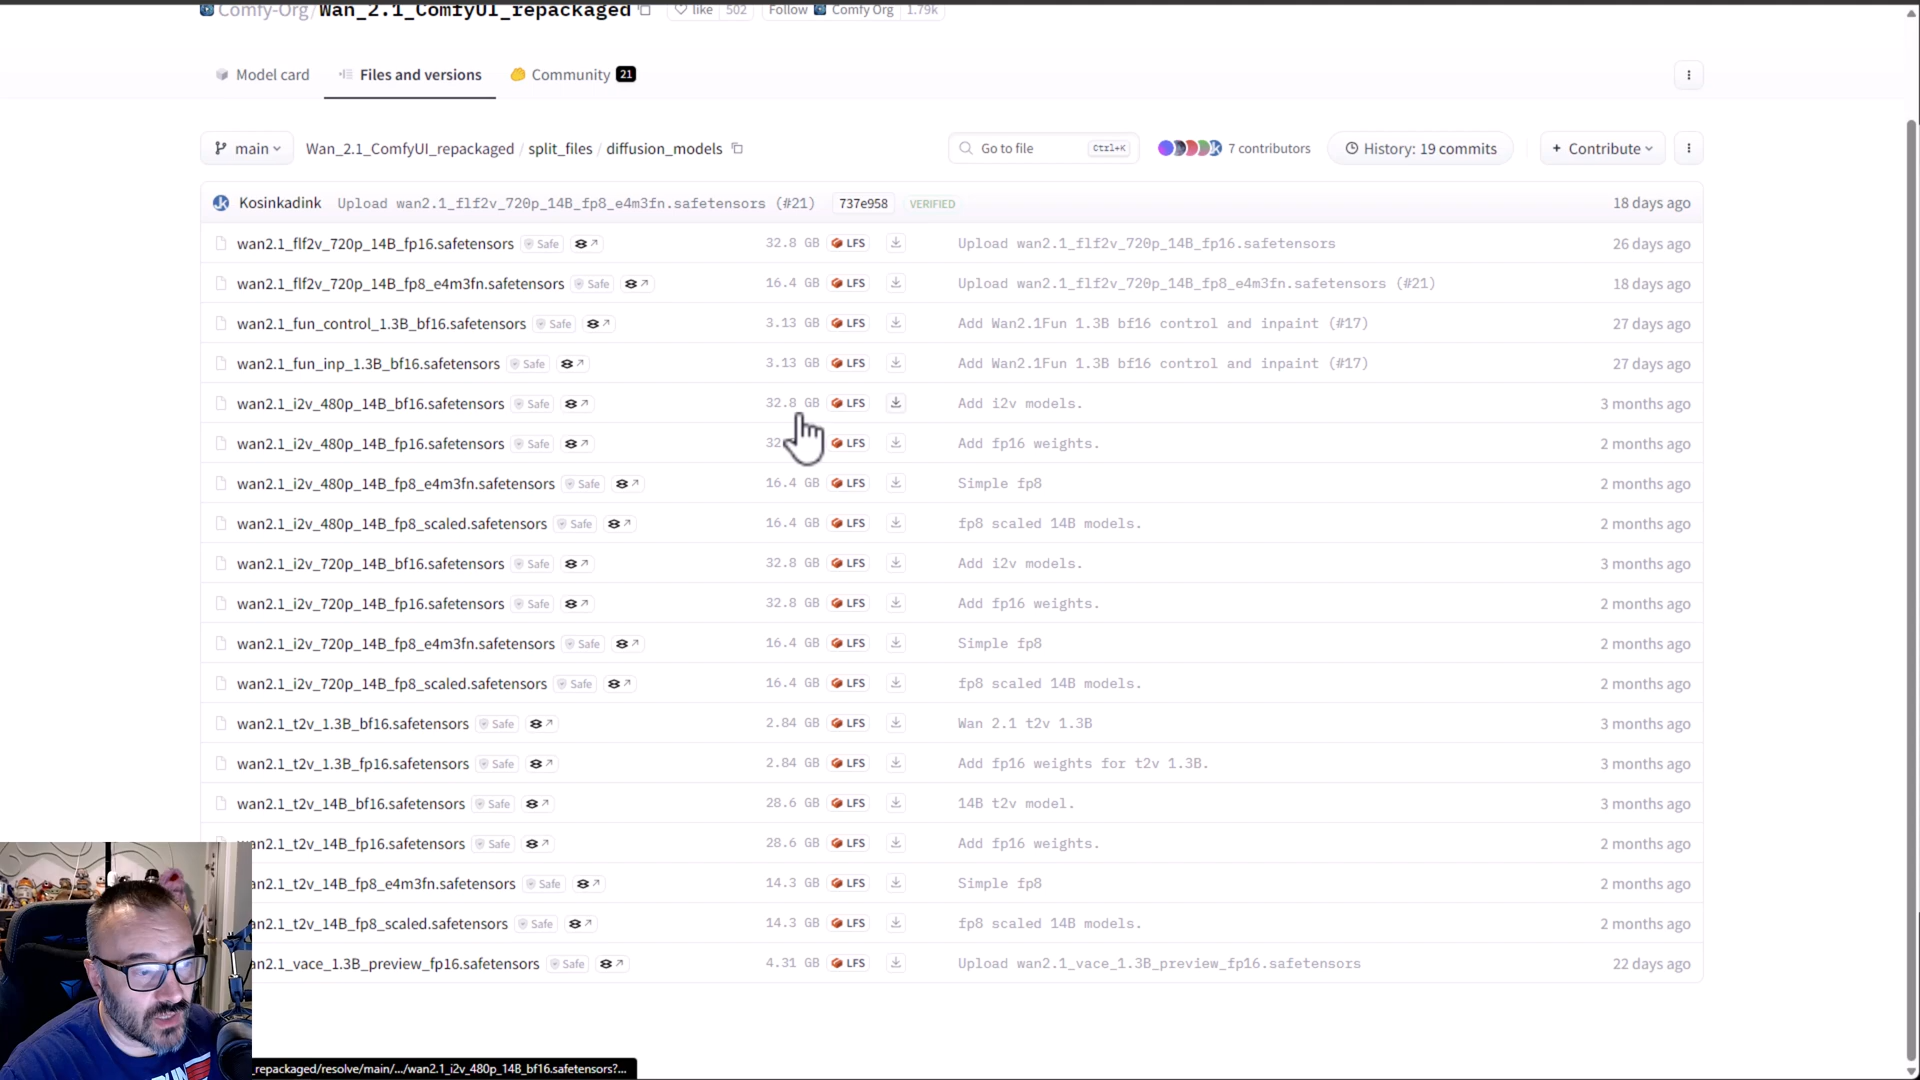 Comfy-Org/Wan_2.1_ComfyUI_repackaged like 502 Follow Comfy Org 1.79k
Model card Files and versions Community 21
main Wan_2.1_ComfyUI_repackaged / split_files / diffusion_models Go to file Ctrl+K 7 contributors History: 19 commits + Contribute
Kosinkadink Upload wan2.1_flf2v_720p_14B_fp8_e4m3fn.safetensors (#21) 737e958 VERIFIED 18 days ago
wan2.1_flf2v_720p_14B_fp16.safetensors Safe 32.8 GB LFS Upload wan2.1_flf2v_720p_14B_fp16.safetensors 26 days ago
wan2.1_flf2v_720p_14B_fp8_e4m3fn.safetensors Safe 16.4 GB LFS Upload wan2.1_flf2v_720p_14B_fp8_e4m3fn.safetensors (#21) 18 days ago
wan2.1_fun_control_1.3B_bf16.safetensors Safe 3.13 GB LFS Add Wan2.1Fun 1.3B bf16 control and inpaint (#17) 27 days ago
wan2.1_fun_inp_1.3B_bf16.safetensors Safe 3.13 GB LFS Add Wan2.1Fun 1.3B bf16 control and inpaint (#17) 27 days ago
wan2.1_i2v_480p_14B_bf16.safetensors Safe 32.8 GB LFS Add i2v models. 3 months ago
wan2.1_i2v_480p_14B_fp16.safetensors Safe LFS Add fp16 weights. 2 months ago
wan2.1_i2v_480p_14B_fp8_e4m3fn.safetensors Safe 16.4 GB LFS Simple fp8 2 months ago
wan2.1_i2v_480p_14B_fp8_scaled.safetensors Safe 16.4 GB LFS fp8 scaled 14B models. 2 months ago
wan2.1_i2v_720p_14B_bf16.safetensors Safe 32.8 GB LFS Add i2v models. 3 months ago
wan2.1_i2v_720p_14B_fp16.safetensors Safe 32.8 GB LFS Add fp16 weights. 2 months ago
wan2.1_i2v_720p_14B_fp8_e4m3fn.safetensors Safe 16.4 GB LFS Simple fp8 2 months ago
wan2.1_i2v_720p_14B_fp8_scaled.safetensors Safe 16.4 GB LFS fp8 scaled 14B models. 2 months ago
wan2.1_t2v_1.3B_bf16.safetensors Safe 2.84 GB LFS Wan 2.1 t2v 1.3B 3 months ago
wan2.1_t2v_1.3B_fp16.safetensors Safe 2.84 GB LFS Add fp16 weights for t2v 1.3B. 3 months ago
wan2.1_t2v_14B_bf16.safetensors Safe 28.6 GB LFS 14B t2v model. 3 months ago
an2.1_t2v_14B_fp16.safetensors Safe 28.6 GB LFS Add fp16 weights. 2 months ago
an2.1_t2v_14B_fp8_e4m3fn.safetensors Safe 14.3 GB LFS Simple fp8 2 months ago
an2.1_t2v_14B_fp8_scaled.safetensors Safe 14.3 GB LFS fp8 scaled 14B models. 2 months ago
an2.1_vace_1.3B_preview_fp16.safetensors Safe 4.31 GB LFS Upload wan2.1_vace_1.3B_preview_fp16.safetensors 22 days ago
_repackaged/resolve/main/.../wan2.1_i2v_480p_14B_bf16.safetensors?...